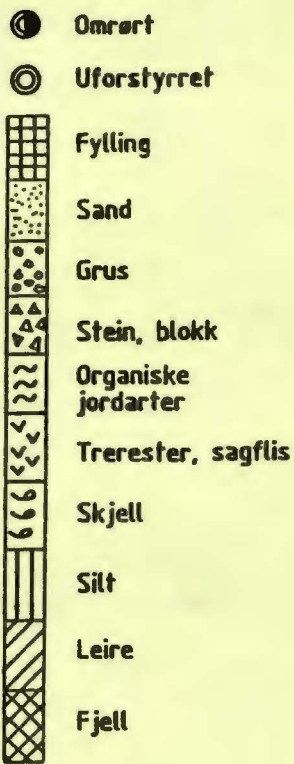 Omrørt
Uforstyrret
Fylling
Sand
Grus
Stein, blokk
Organiske
jordarter
Trerester, sagflis
Skjell
Silt
Leire
Fjell